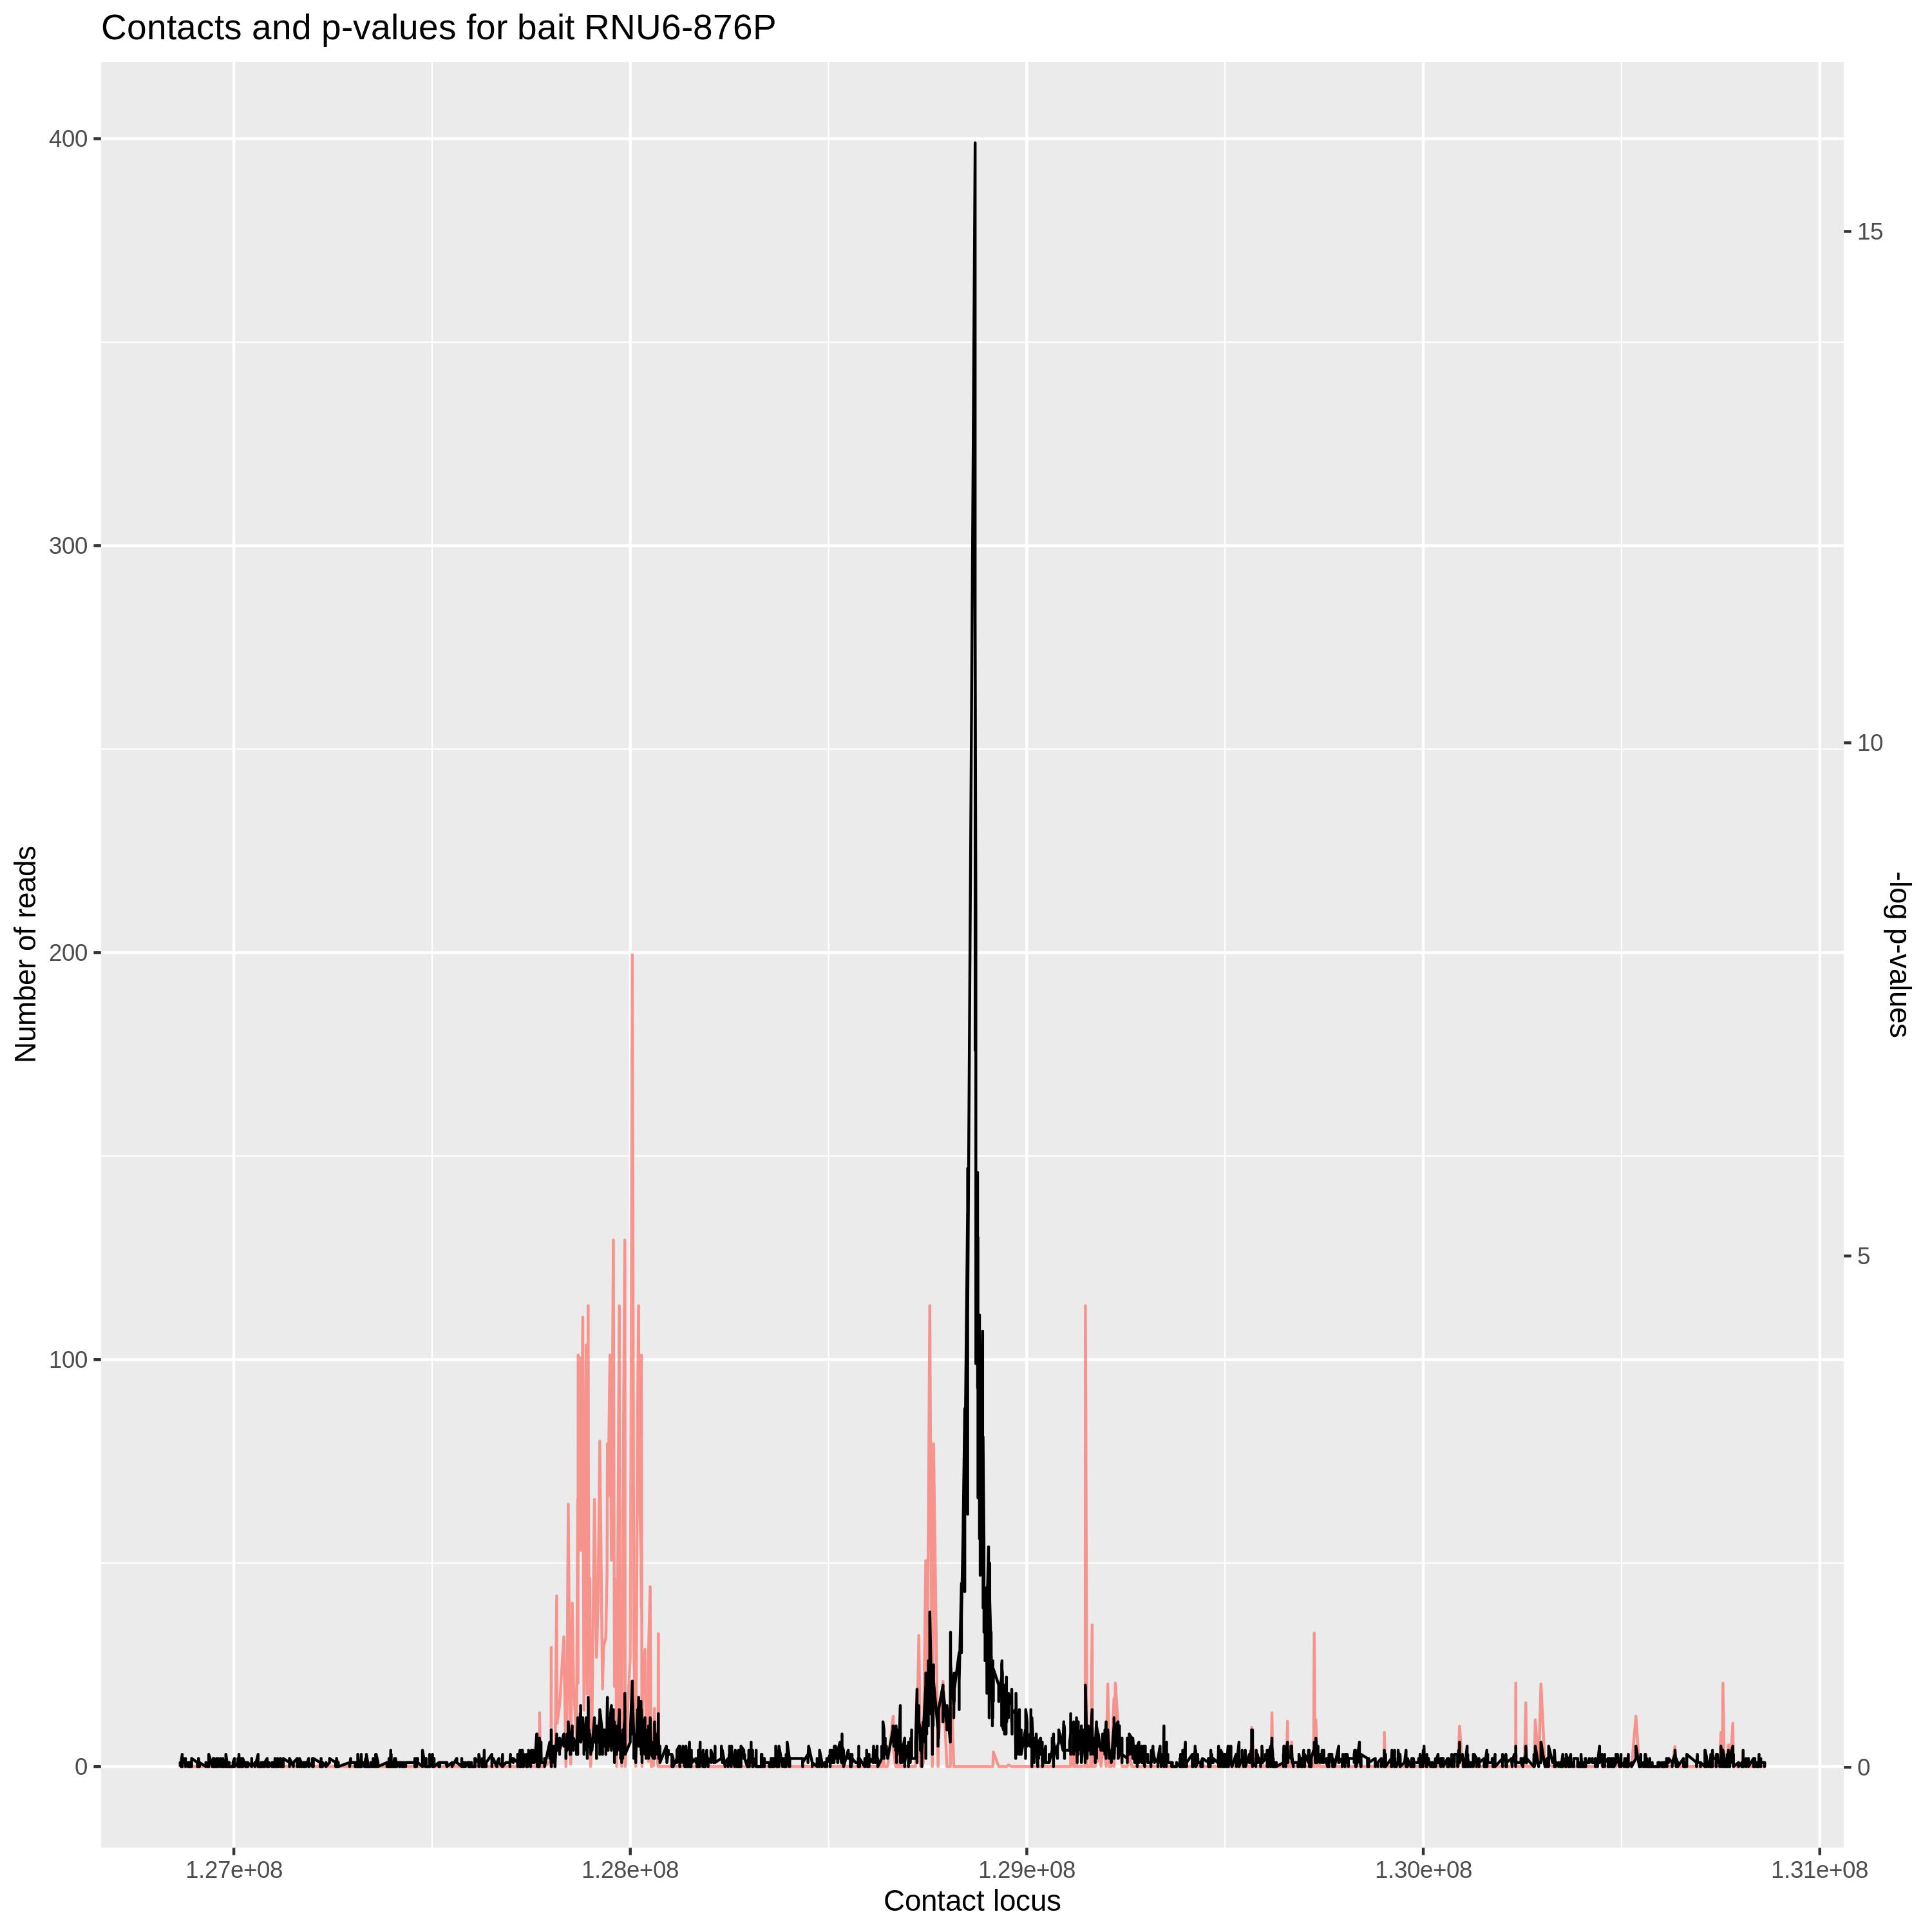 Contacts and p-values for bait RNU6-876P
400
300
200
100
0
Number of reads
15
10
5
0
-log p-values
1.27e+08
1.28e+08
1.29e+08
1.30e+08
1.31e+08
Contact locus